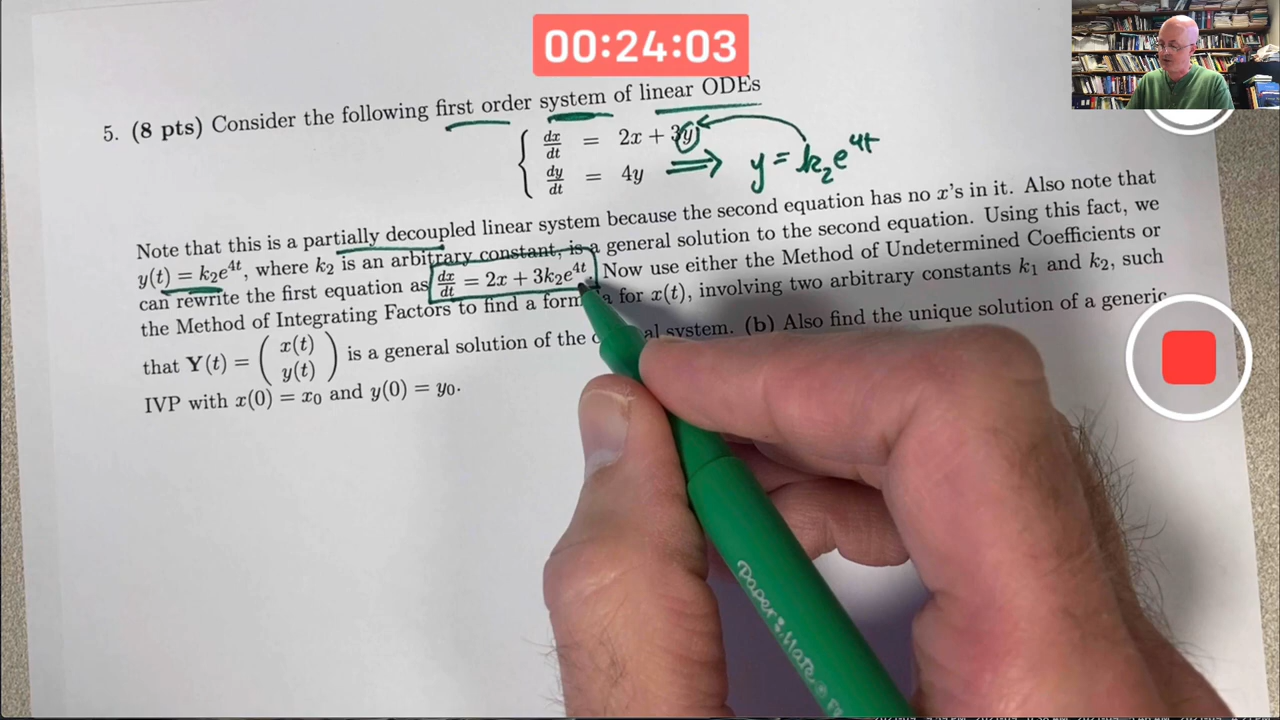 00:24:03
5. (8 pts) Consider the following first order system of linear ODEs
dx/dt = 2x + 3y
dy/dt = 4y ⟹ y = k₂e^{4t}
Note that this is a partially decoupled linear system because the second equation has no x's in it. Also note that
y(t) = k₂e^{4t}, where k₂ is an arbitrary constant, is a general solution to the second equation. Using this fact, we
can rewrite the first equation as dx/dt = 2x + 3k₂e^{4t} Now use either the Method of Undetermined Coefficients or
the Method of Integrating Factors to find a form a for x(t), involving two arbitrary constants k₁ and k₂, such
that Y(t) = ( x(t) y(t) ) is a general solution of the al system. (b) Also find the unique solution of a generic
IVP with x(0) = x₀ and y(0) = y₀.
Paper:Mate